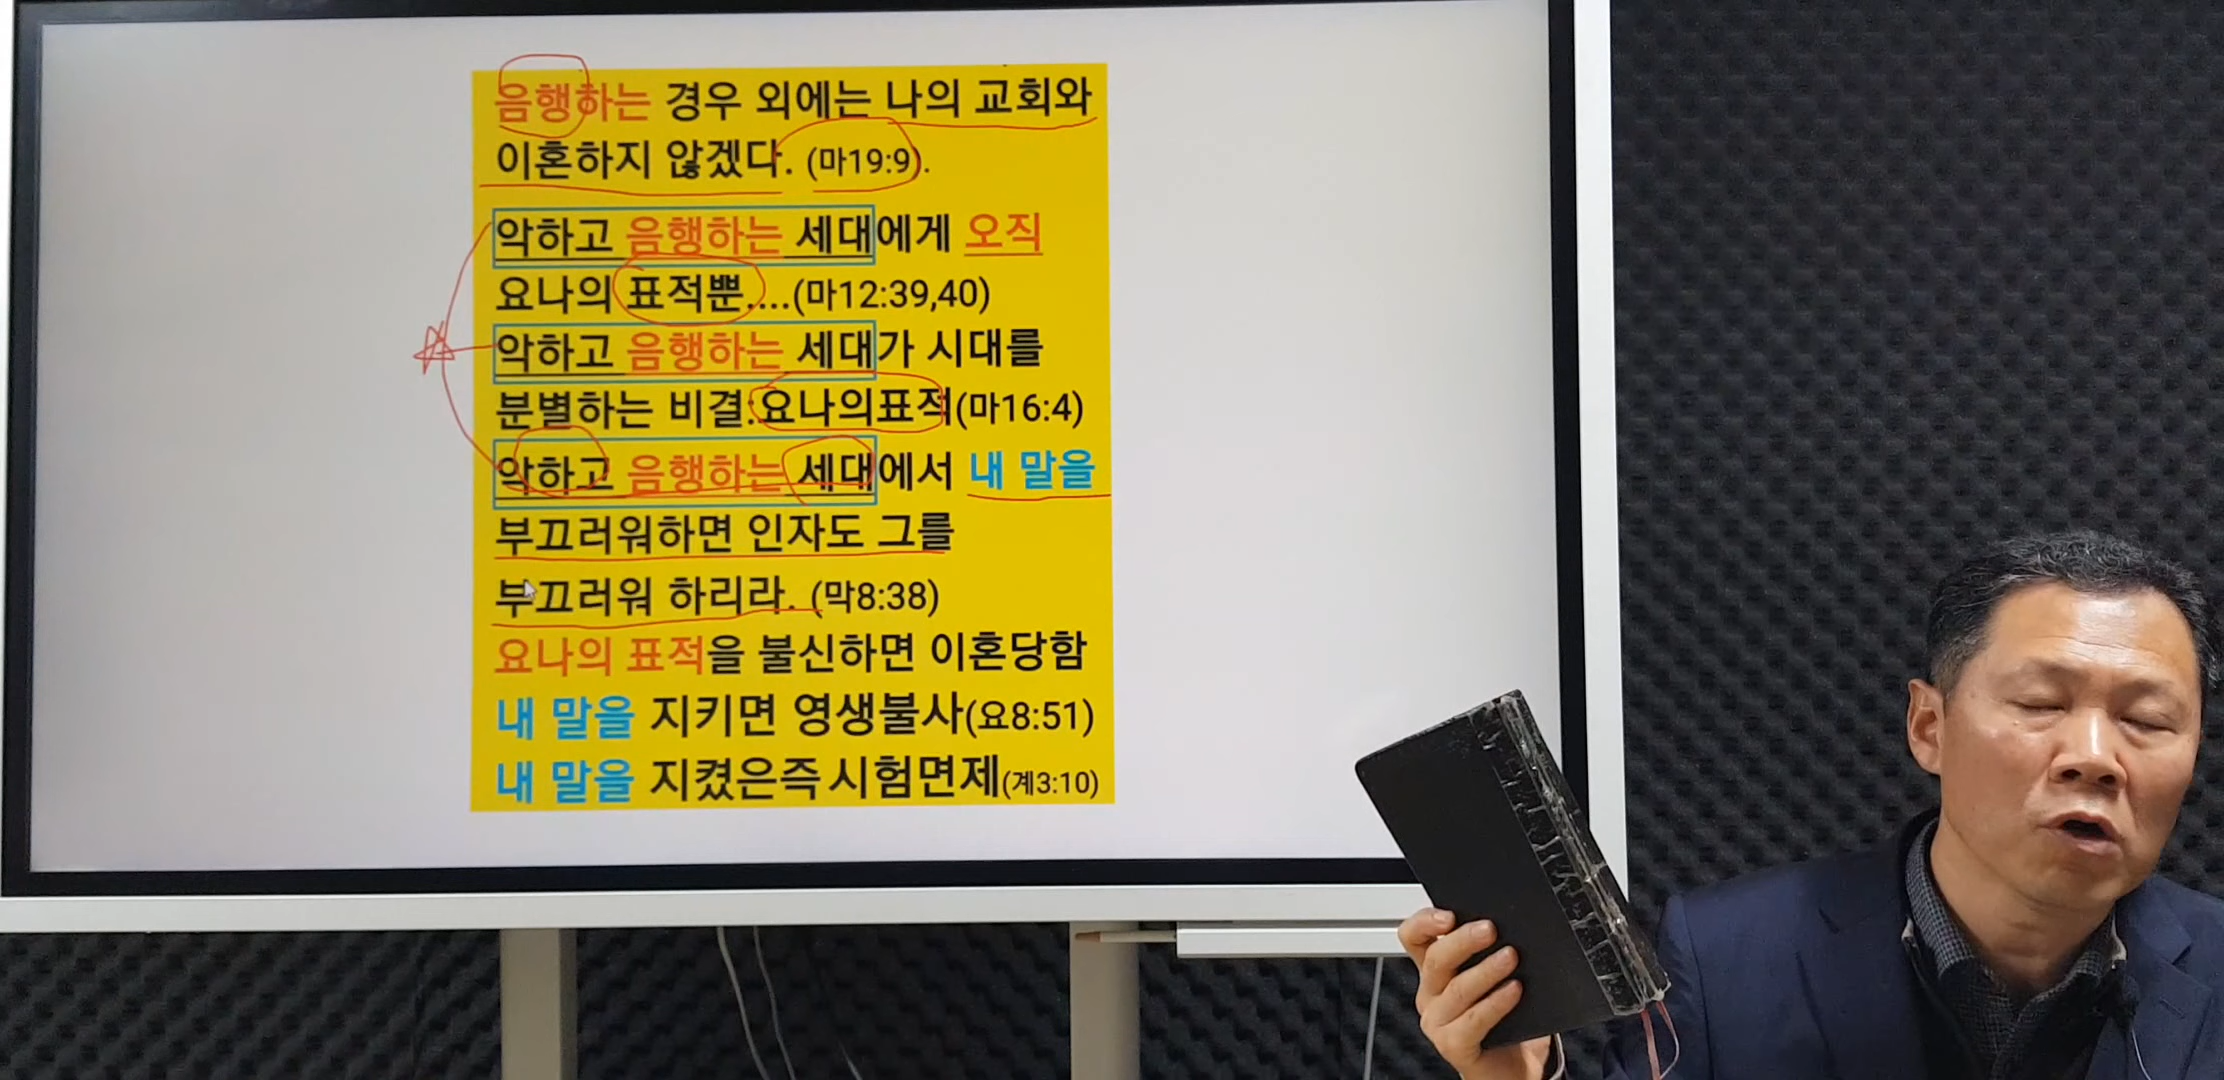 음행하는 경우 외에는 나의 교회와
이혼하지 않겠다. (마19:9).
악하고 음행하는 세대에게 오직
요나의 표적뿐....(마12:39,40)
악하고 음행하는 세대가 시대를
분별하는 비결:요나의표적(마16:4)
악하고 음행하는 세대에서 내 말을
부끄러워하면 인자도 그를
부끄러워 하리라. (막8:38)
요나의 표적을 불신하면 이혼당함
내 말을 지키면 영생불사(요8:51)
내 말을 지켰은즉 시험면제(계3:10)